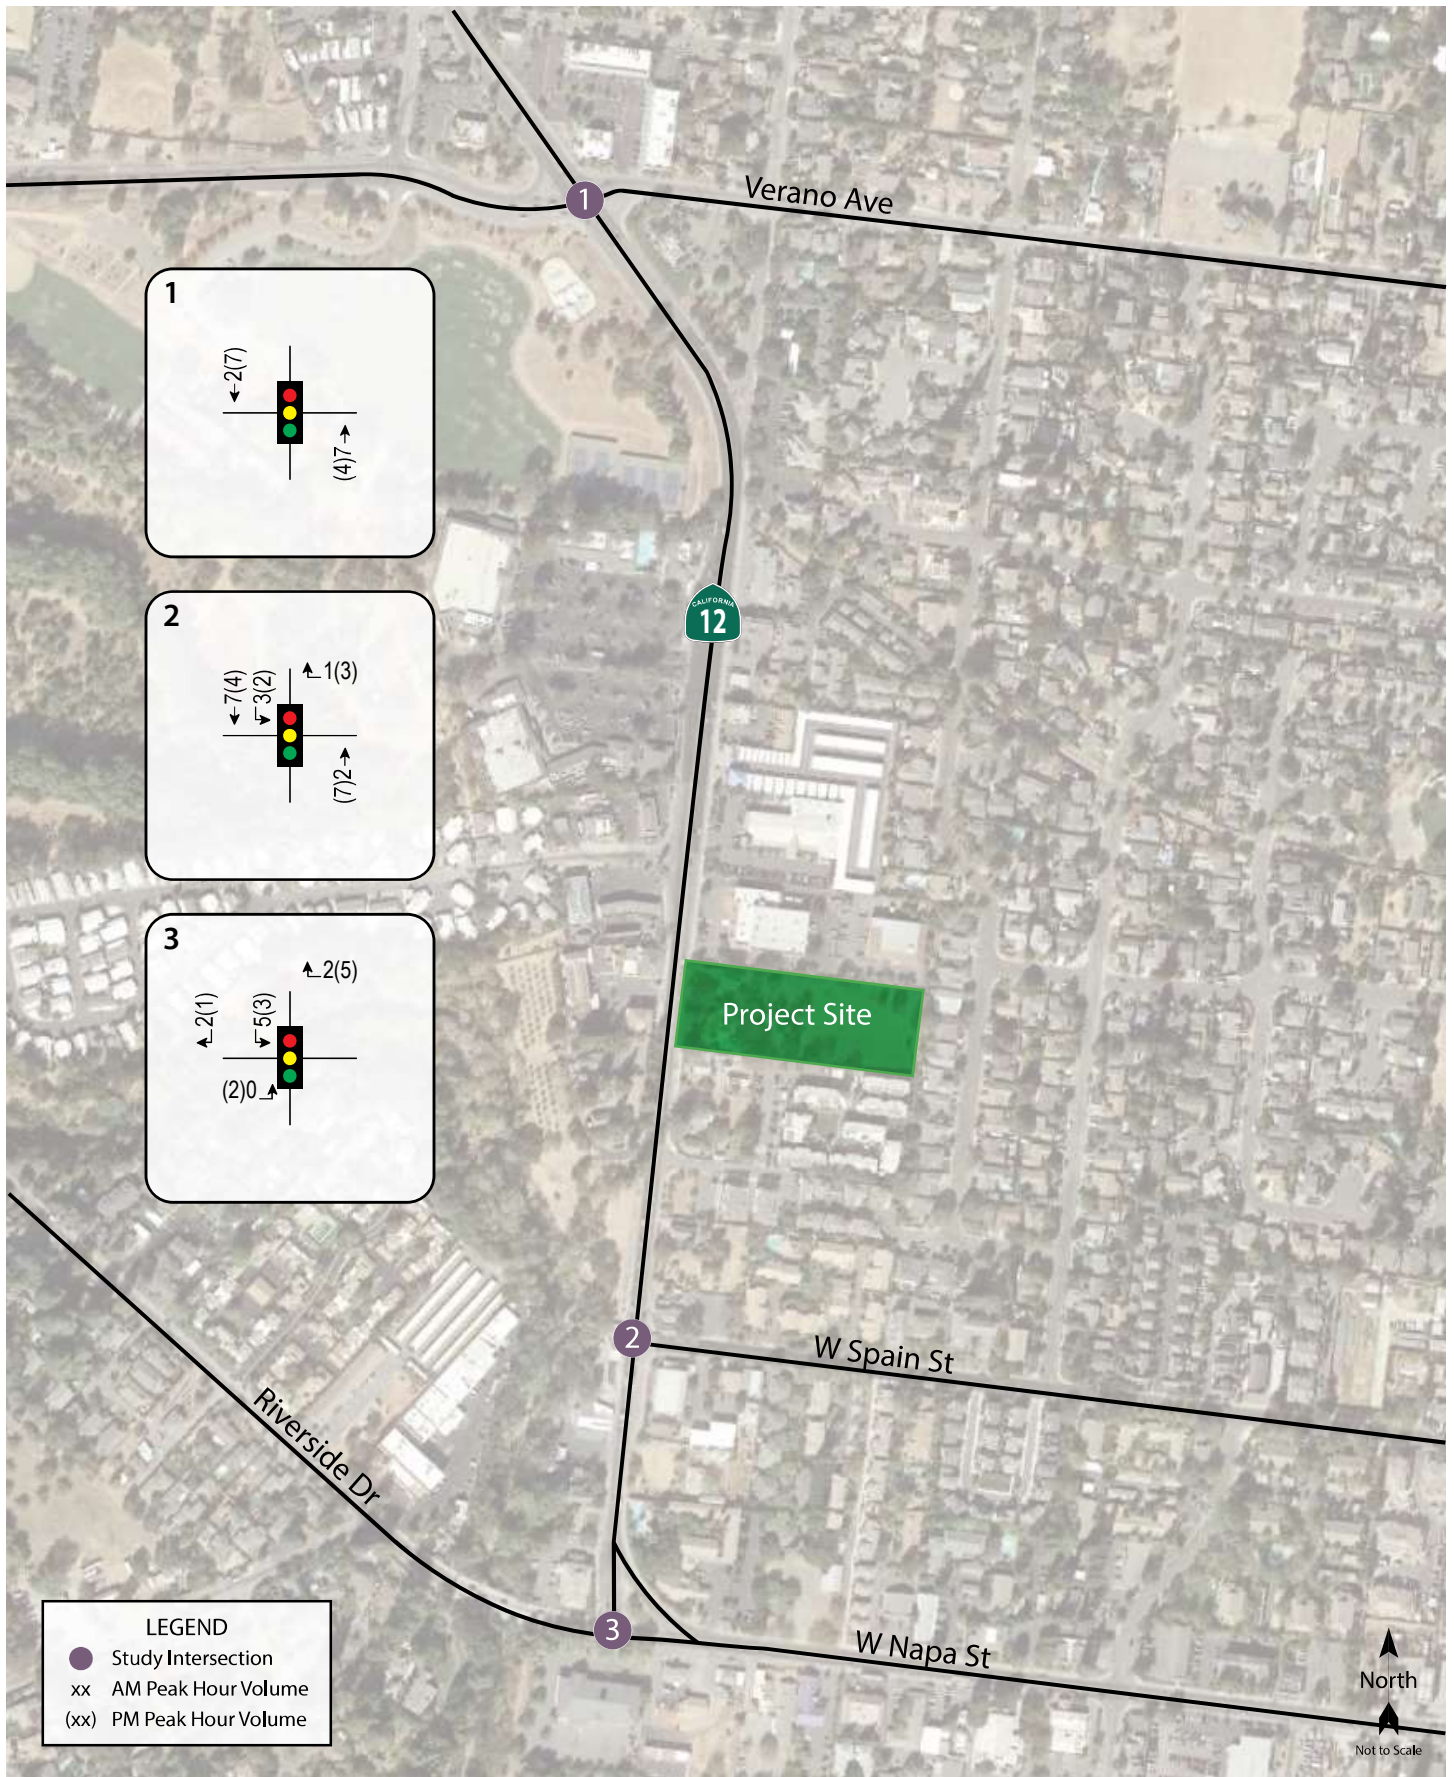 1
Verano Ave
1
2(7)
(4)7
CALIFORNIA
12
2
7(4)
3(2)
1(3)
(7)2
3
2(1)
5(3)
2(5)
(2)0
Project Site
2
W Spain St
Riverside Dr
3
W Napa St
LEGEND
Study Intersection
xx AM Peak Hour Volume
(xx) PM Peak Hour Volume
North
Not to Scale